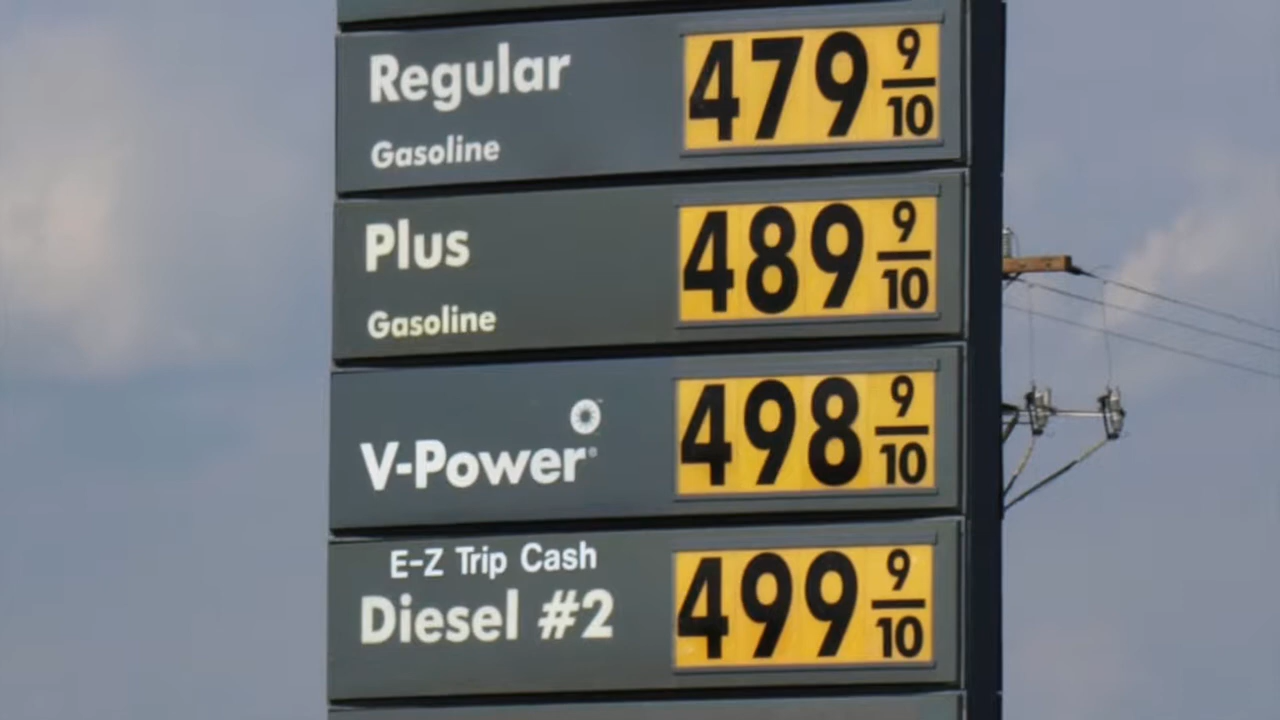 Regular 479 9/10
Gasoline
Plus 489 9/10
Gasoline
V-Power 498 9/10
E-Z Trip Cash
Diesel #2 499 9/10